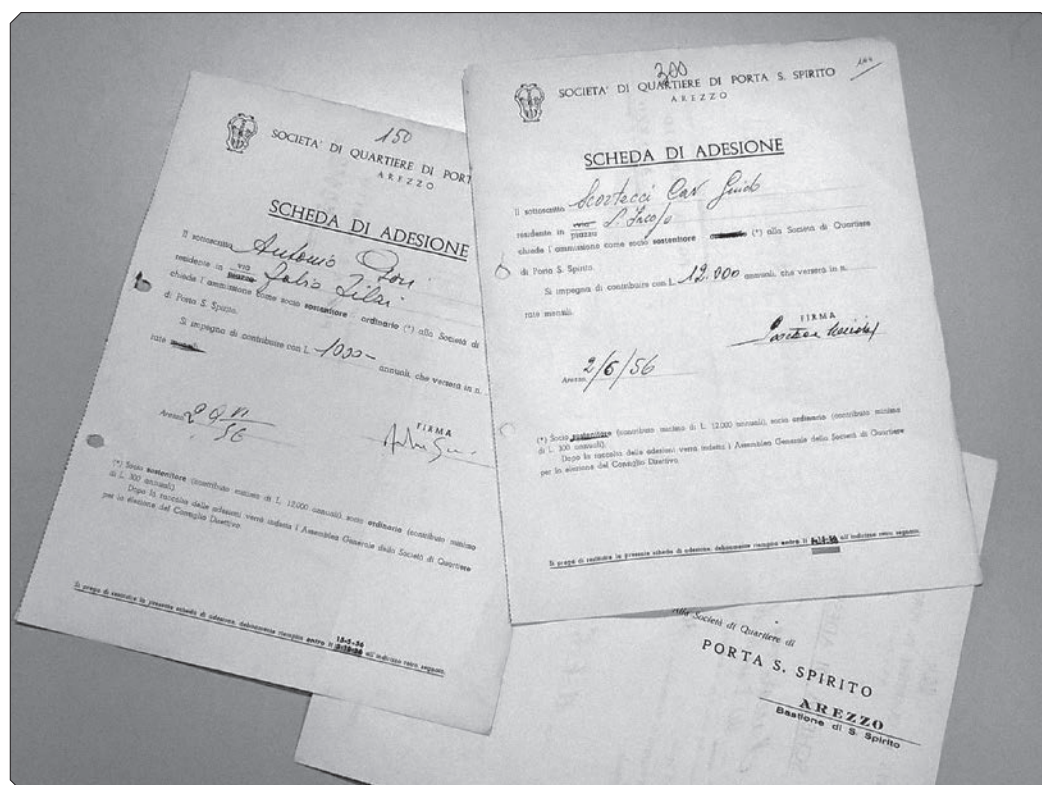 150
SOCIETA' DI QUARTIERE DI PORT
AREZZO
SCHEDA DI ADESIONE
Il sottoscritto Antonio
residente in via Fabio Filzi
piazza
chiede l'ammissione come socio sostenitore - ordinario (*) alla Società di
di Porta S. Spirito.
Si impegna di contribuire con L. 1000- annuali, che verserà in n.
rate
Arezzo
56
FIRMA
(*) Socio sostenitore (contributo minimo di L. 12.000 annuali), socio ordinario (contributo minimo
di L. 300 annuali).
Dopo la raccolta delle adesioni verrà indetta l'Assemblea Generale della Società di Quartiere
per la elezione del Consiglio Direttivo.
Si prega di restituire la presente scheda di adesione, debitamente riempita entro il all'indirizzo retro segnato.
300
SOCIETA' DI QUARTIERE DI PORTA S. SPIRITO
AREZZO
SCHEDA DI ADESIONE
Il sottoscritto Scortecci Cav Guido
residente in via
piazza S. Jacopo
chiede l'ammissione come socio sostenitore (*) alla Società di Quartiere
di Porta S. Spirito.
Si impegna di contribuire con L. 12.000 annuali, che verserà in n.
rate mensili.
FIRMA
Arezzo 2/6/56
(*) Socio sostenitore (contributo minimo di L. 12.000 annuali), socio ordinario (contributo minimo
di L. 300 annuali).
Dopo la raccolta delle adesioni verrà indetta l'Assemblea Generale della Società di Quartiere
per la elezione del Consiglio Direttivo.
Si prega di restituire la presente scheda di adesione, debitamente riempita entro il all'indirizzo retro segnato.
Alla Società di Quartiere di
PORTA S. SPIRITO
AREZZO
Bastione di S. Spirito